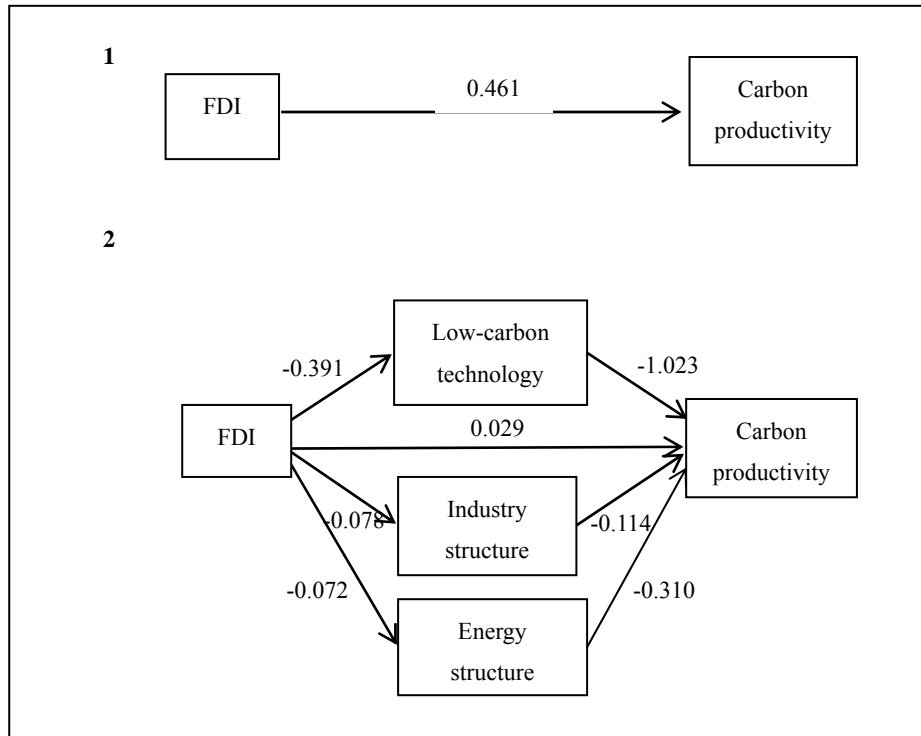 1
FDI
0.461
Carbon
productivity
2
Low-carbon
technology
-0.391
-1.023
FDI
0.029
Carbon
productivity
-0.078
Industry
structure
-0.114
-0.072
-0.310
Energy
structure